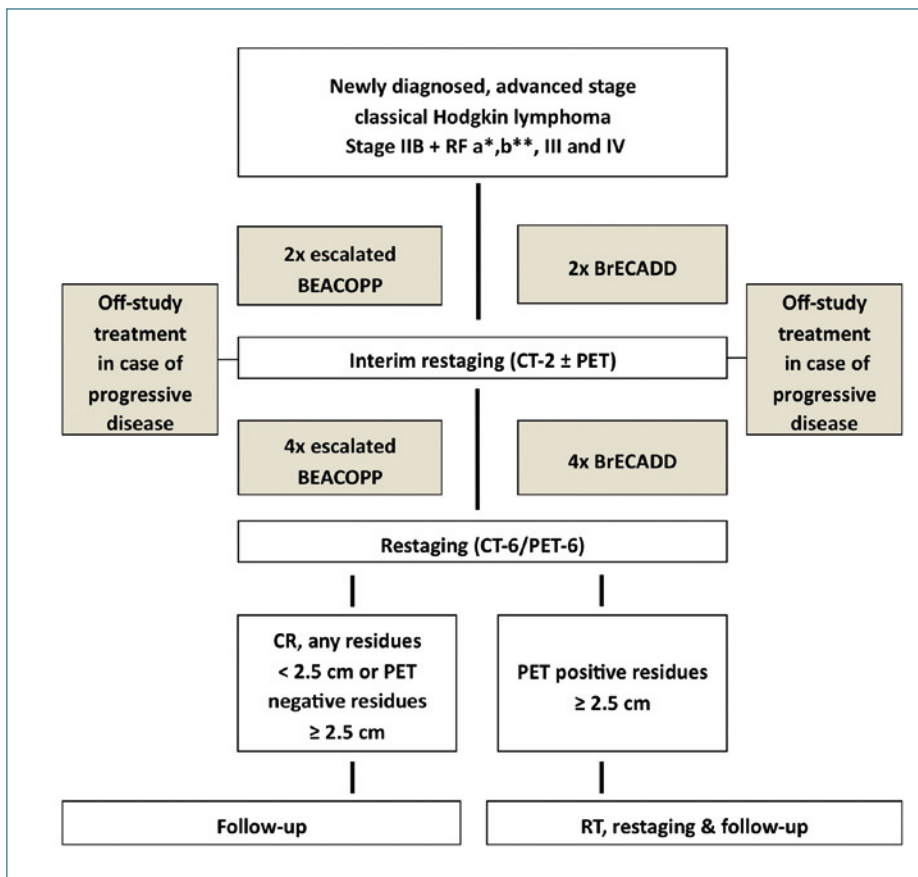 Newly diagnosed, advanced stage
classical Hodgkin lymphoma
Stage IIB + RF a*,b**, III and IV
2x escalated
BEACOPP
2x BrECADD
Off-study
treatment
in case of
progressive
disease
Interim restaging (CT-2 ± PET)
Off-study
treatment
in case of
progressive
disease
4x escalated
BEACOPP
4x BrECADD
Restaging (CT-6/PET-6)
CR, any residues
< 2.5 cm or PET
negative residues
≥ 2.5 cm
PET positive residues
≥ 2.5 cm
Follow-up
RT, restaging & follow-up